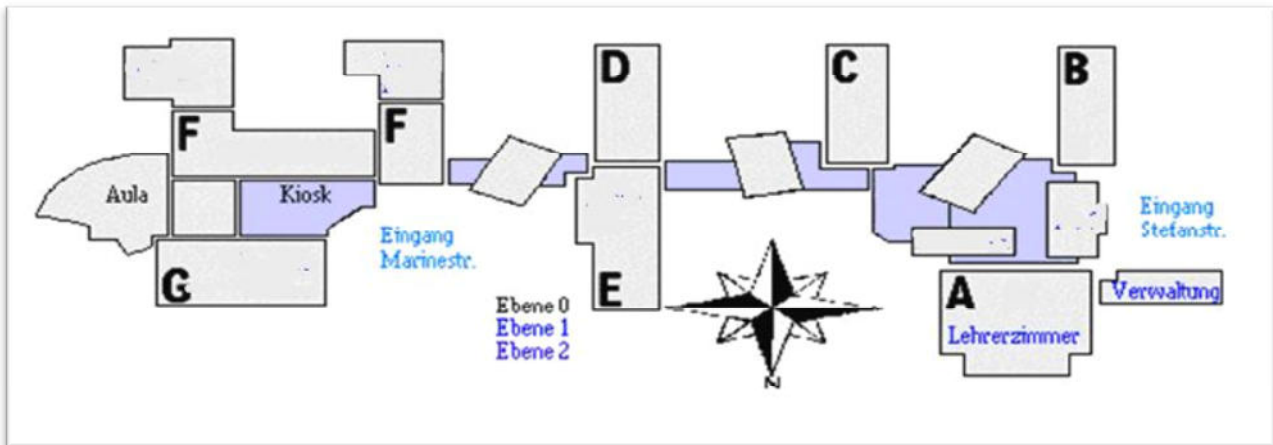 D
C
B
F
F
Aula
Kiosk
Eingang
Stefanstr.
Eingang
Marinestr.
G
E
A
Verwaltung
Ebene 0
Ebene 1
Ebene 2
Lehrerzimmer
N